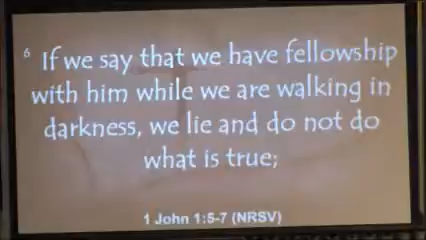 6 If we say that we have fellowship
with him while we are walking in
darkness, we lie and do not do
what is true;
1 John 1:5-7 (NRSV)